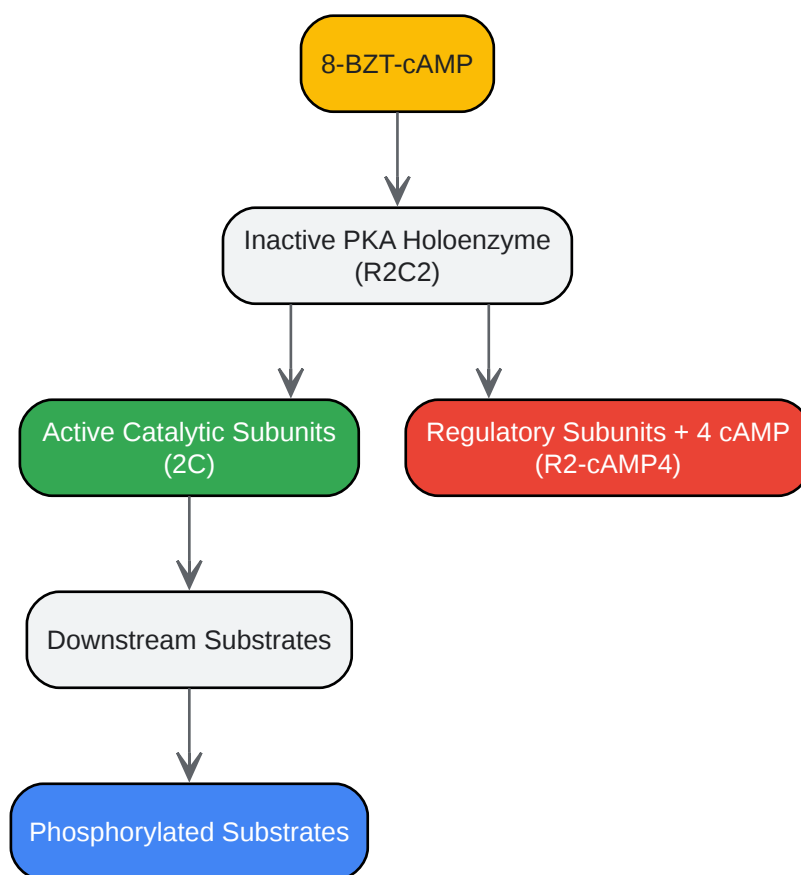 8-BZT-cAMP
Inactive PKA Holoenzyme
(R2C2)
Active Catalytic Subunits
(2C)
Regulatory Subunits + 4 cAMP
(R2-cAMP4)
Downstream Substrates
Phosphorylated Substrates